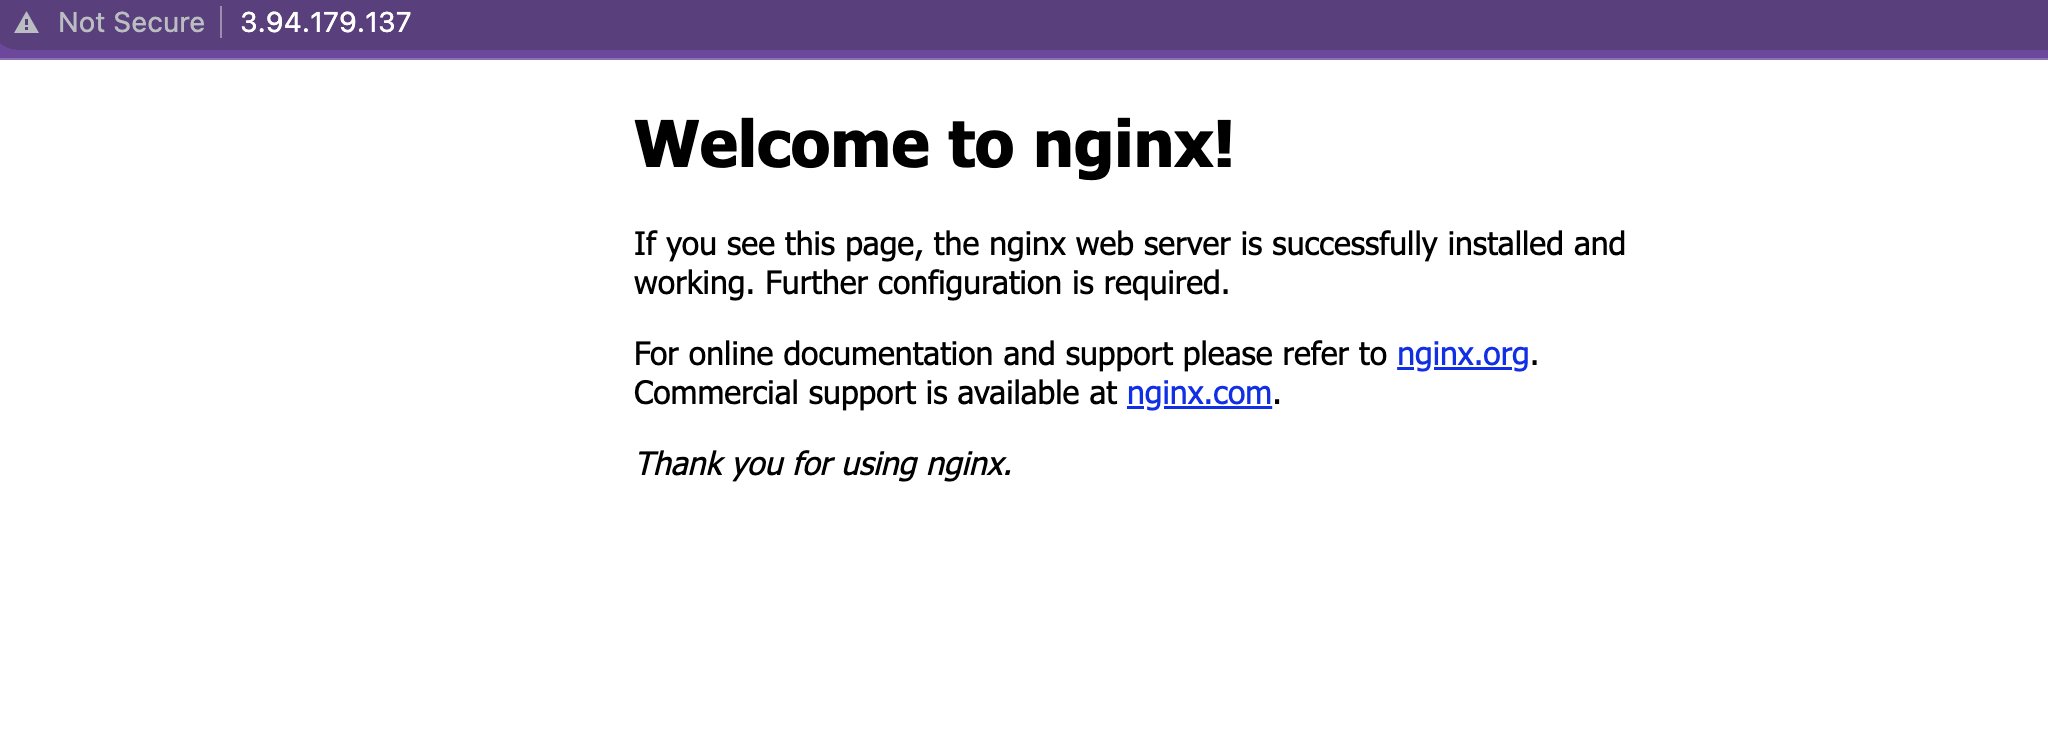 Not Secure | 3.94.179.137
Welcome to nginx!
If you see this page, the nginx web server is successfully installed and
working. Further configuration is required.
For online documentation and support please refer to nginx.org.
Commercial support is available at nginx.com.
Thank you for using nginx.